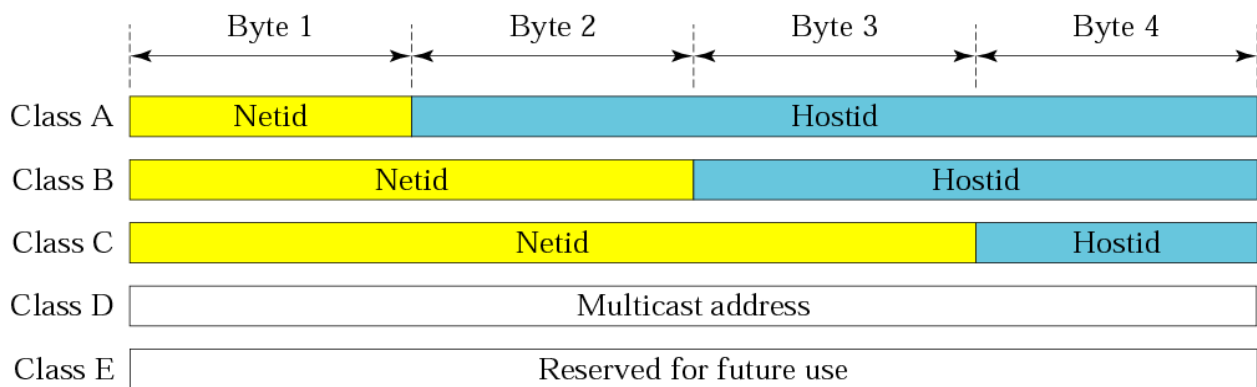 Byte 1 Byte 2 Byte 3 Byte 4
Class A Netid Hostid
Class B Netid Hostid
Class C Netid Hostid
Class D Multicast address
Class E Reserved for future use